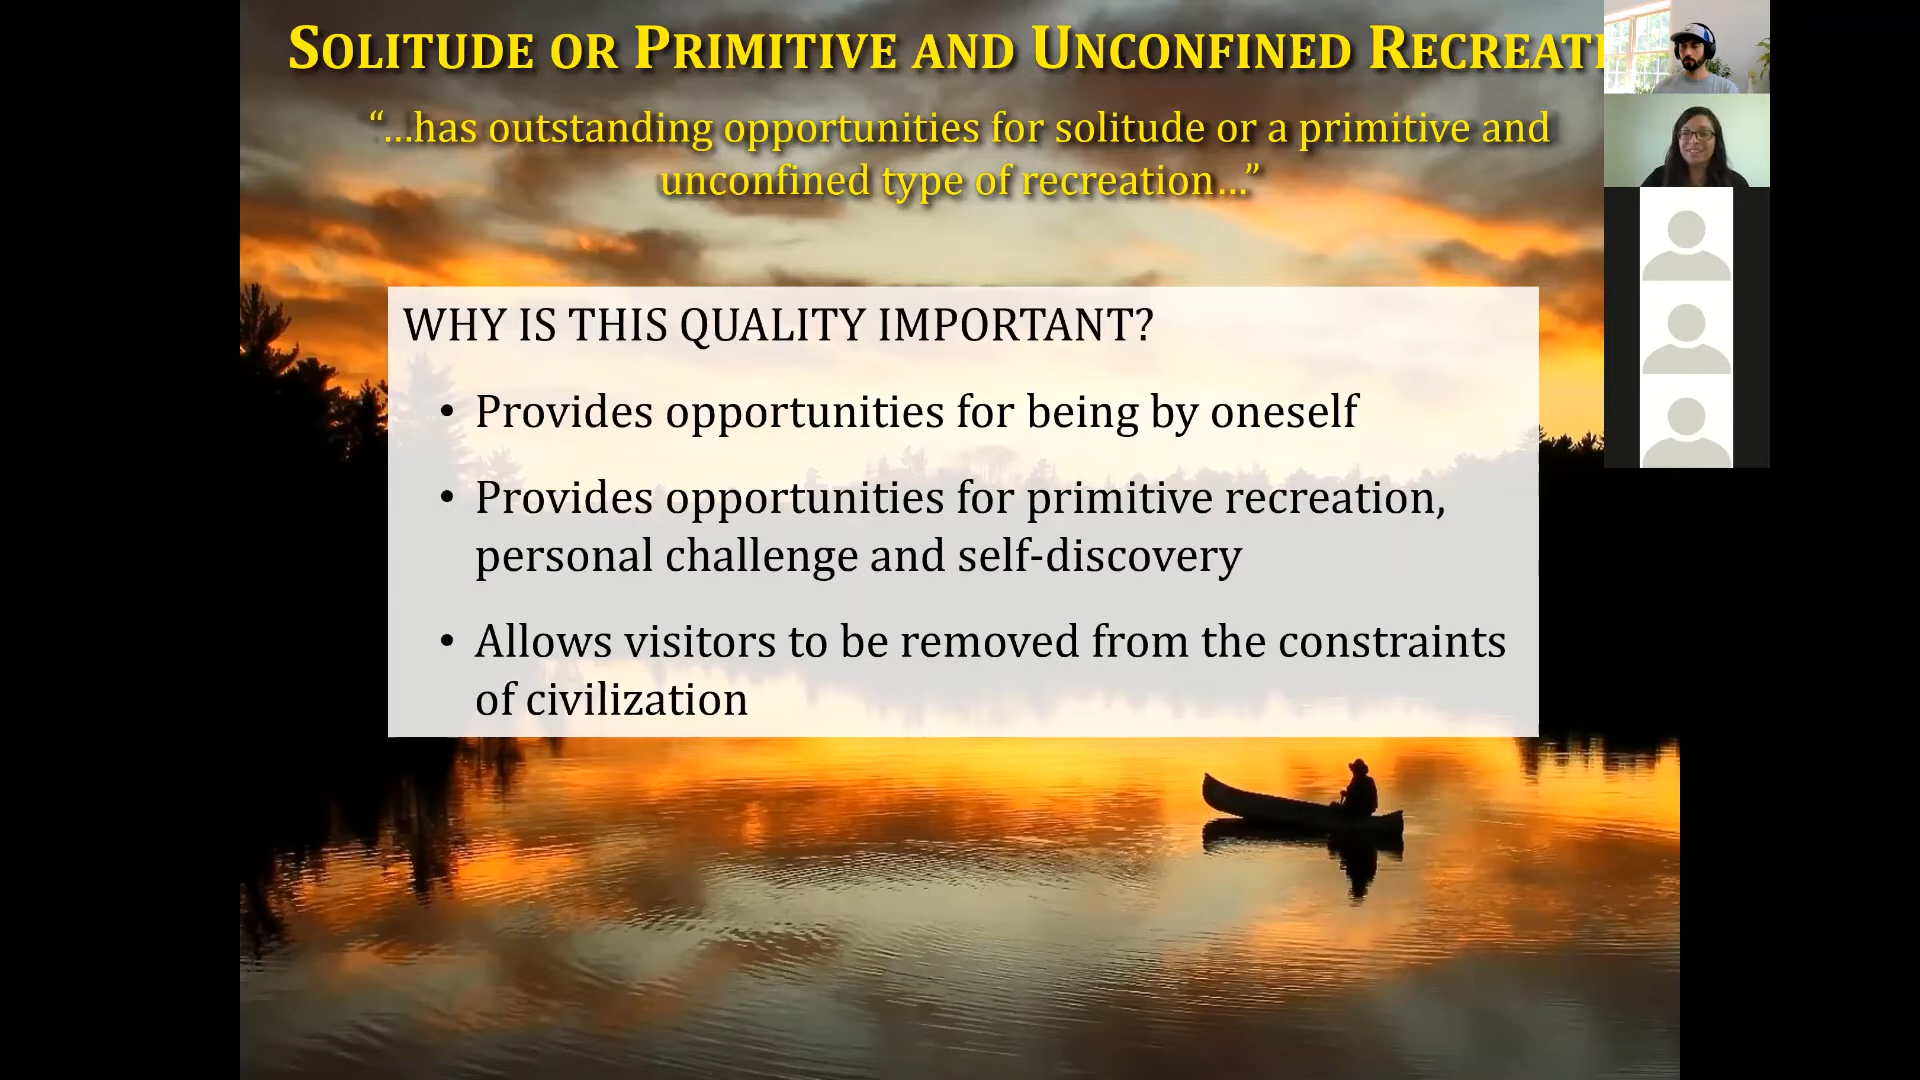 SOLITUDE OR PRIMITIVE AND UNCONFINED RECREATI
“…has outstanding opportunities for solitude or a primitive and
unconfined type of recreation…”
WHY IS THIS QUALITY IMPORTANT?
• Provides opportunities for being by oneself
• Provides opportunities for primitive recreation,
personal challenge and self-discovery
• Allows visitors to be removed from the constraints
of civilization